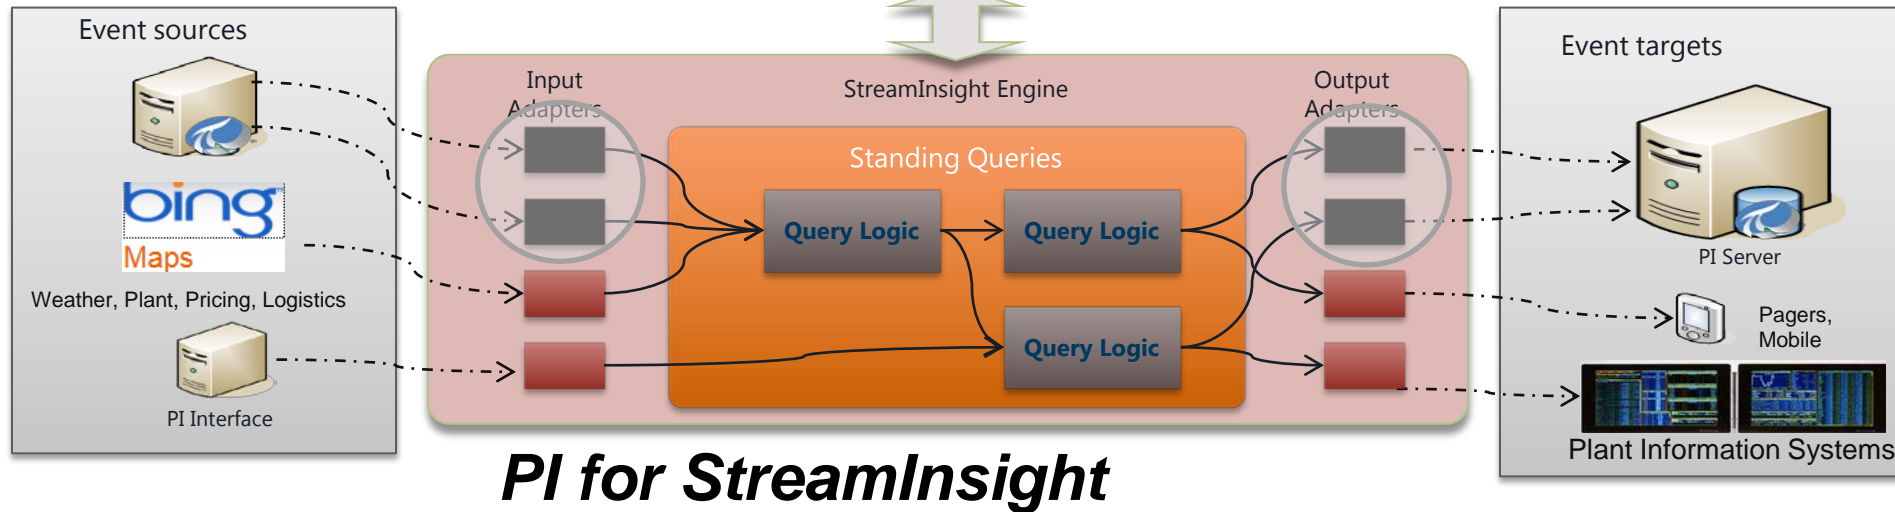 Event sources
bing
Maps
Weather, Plant, Pricing, Logistics
PI Interface
Input
Adapters
StreamInsight Engine
Standing Queries
Query Logic
Query Logic
Query Logic
Output
Adapters
Event targets
PI Server
Pagers,
Mobile
Plant Information Systems
PI for StreamInsight